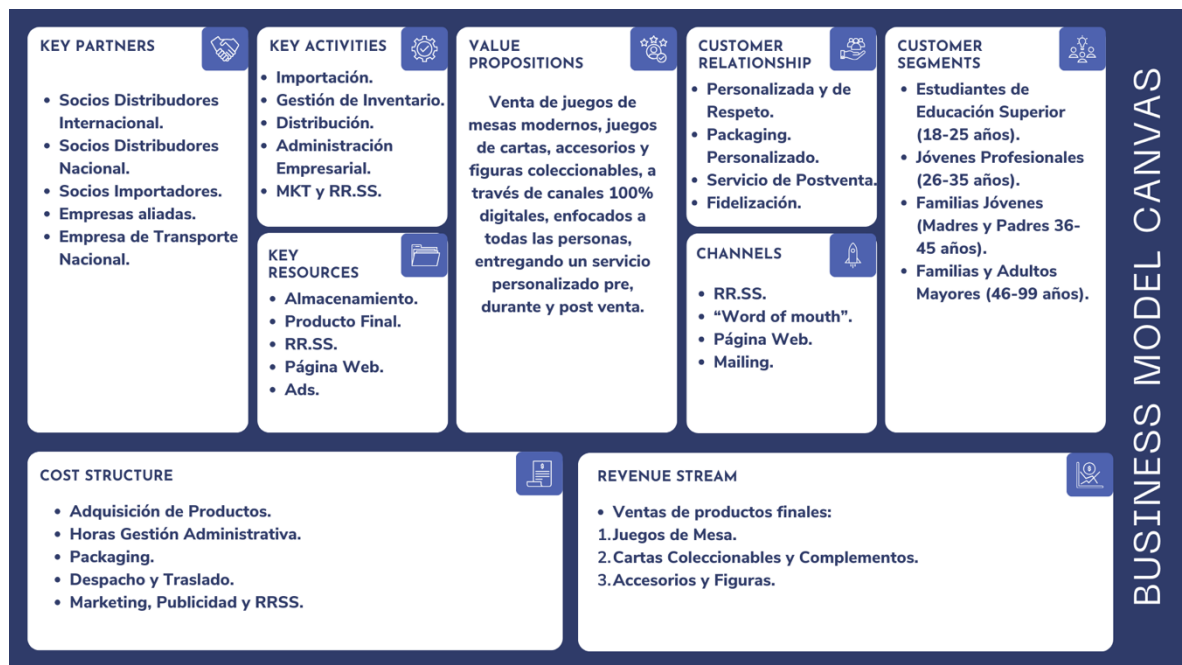 KEY PARTNERS
• Socios Distribuidores
Internacional.
• Socios Distribuidores
Nacional.
• Socios Importadores.
• Empresas aliadas.
• Empresa de Transporte
Nacional.
KEY ACTIVITIES
• Importación.
• Gestión de Inventario.
• Distribución.
• Administración
Empresarial.
• MKT y RR.SS.
KEY
RESOURCES
• Almacenamiento.
• Producto Final.
• RR.SS.
• Página Web.
• Ads.
VALUE
PROPOSITIONS
Venta de juegos de
mesas modernos, juegos
de cartas, accesorios y
figuras coleccionables, a
través de canales 100%
digitales, enfocados a
todas las personas,
entregando un servicio
personalizado pre,
durante y post venta.
CUSTOMER
RELATIONSHIP
• Personalizada y de
Respeto.
• Packaging.
Personalizado.
• Servicio de Postventa.
• Fidelización.
CHANNELS
• RR.SS.
• “Word of mouth”.
• Página Web.
• Mailing.
CUSTOMER
SEGMENTS
• Estudiantes de
Educación Superior
(18-25 años).
• Jóvenes Profesionales
(26-35 años).
• Familias Jóvenes
(Madres y Padres 36-
45 años).
• Familias y Adultos
Mayores (46-99 años).
COST STRUCTURE
• Adquisición de Productos.
• Horas Gestión Administrativa.
• Packaging.
• Despacho y Traslado.
• Marketing, Publicidad y RRSS.
REVENUE STREAM
• Ventas de productos finales:
1.Juegos de Mesa.
2.Cartas Coleccionables y Complementos.
3.Accesorios y Figuras.
BUSINESS MODEL CANVAS